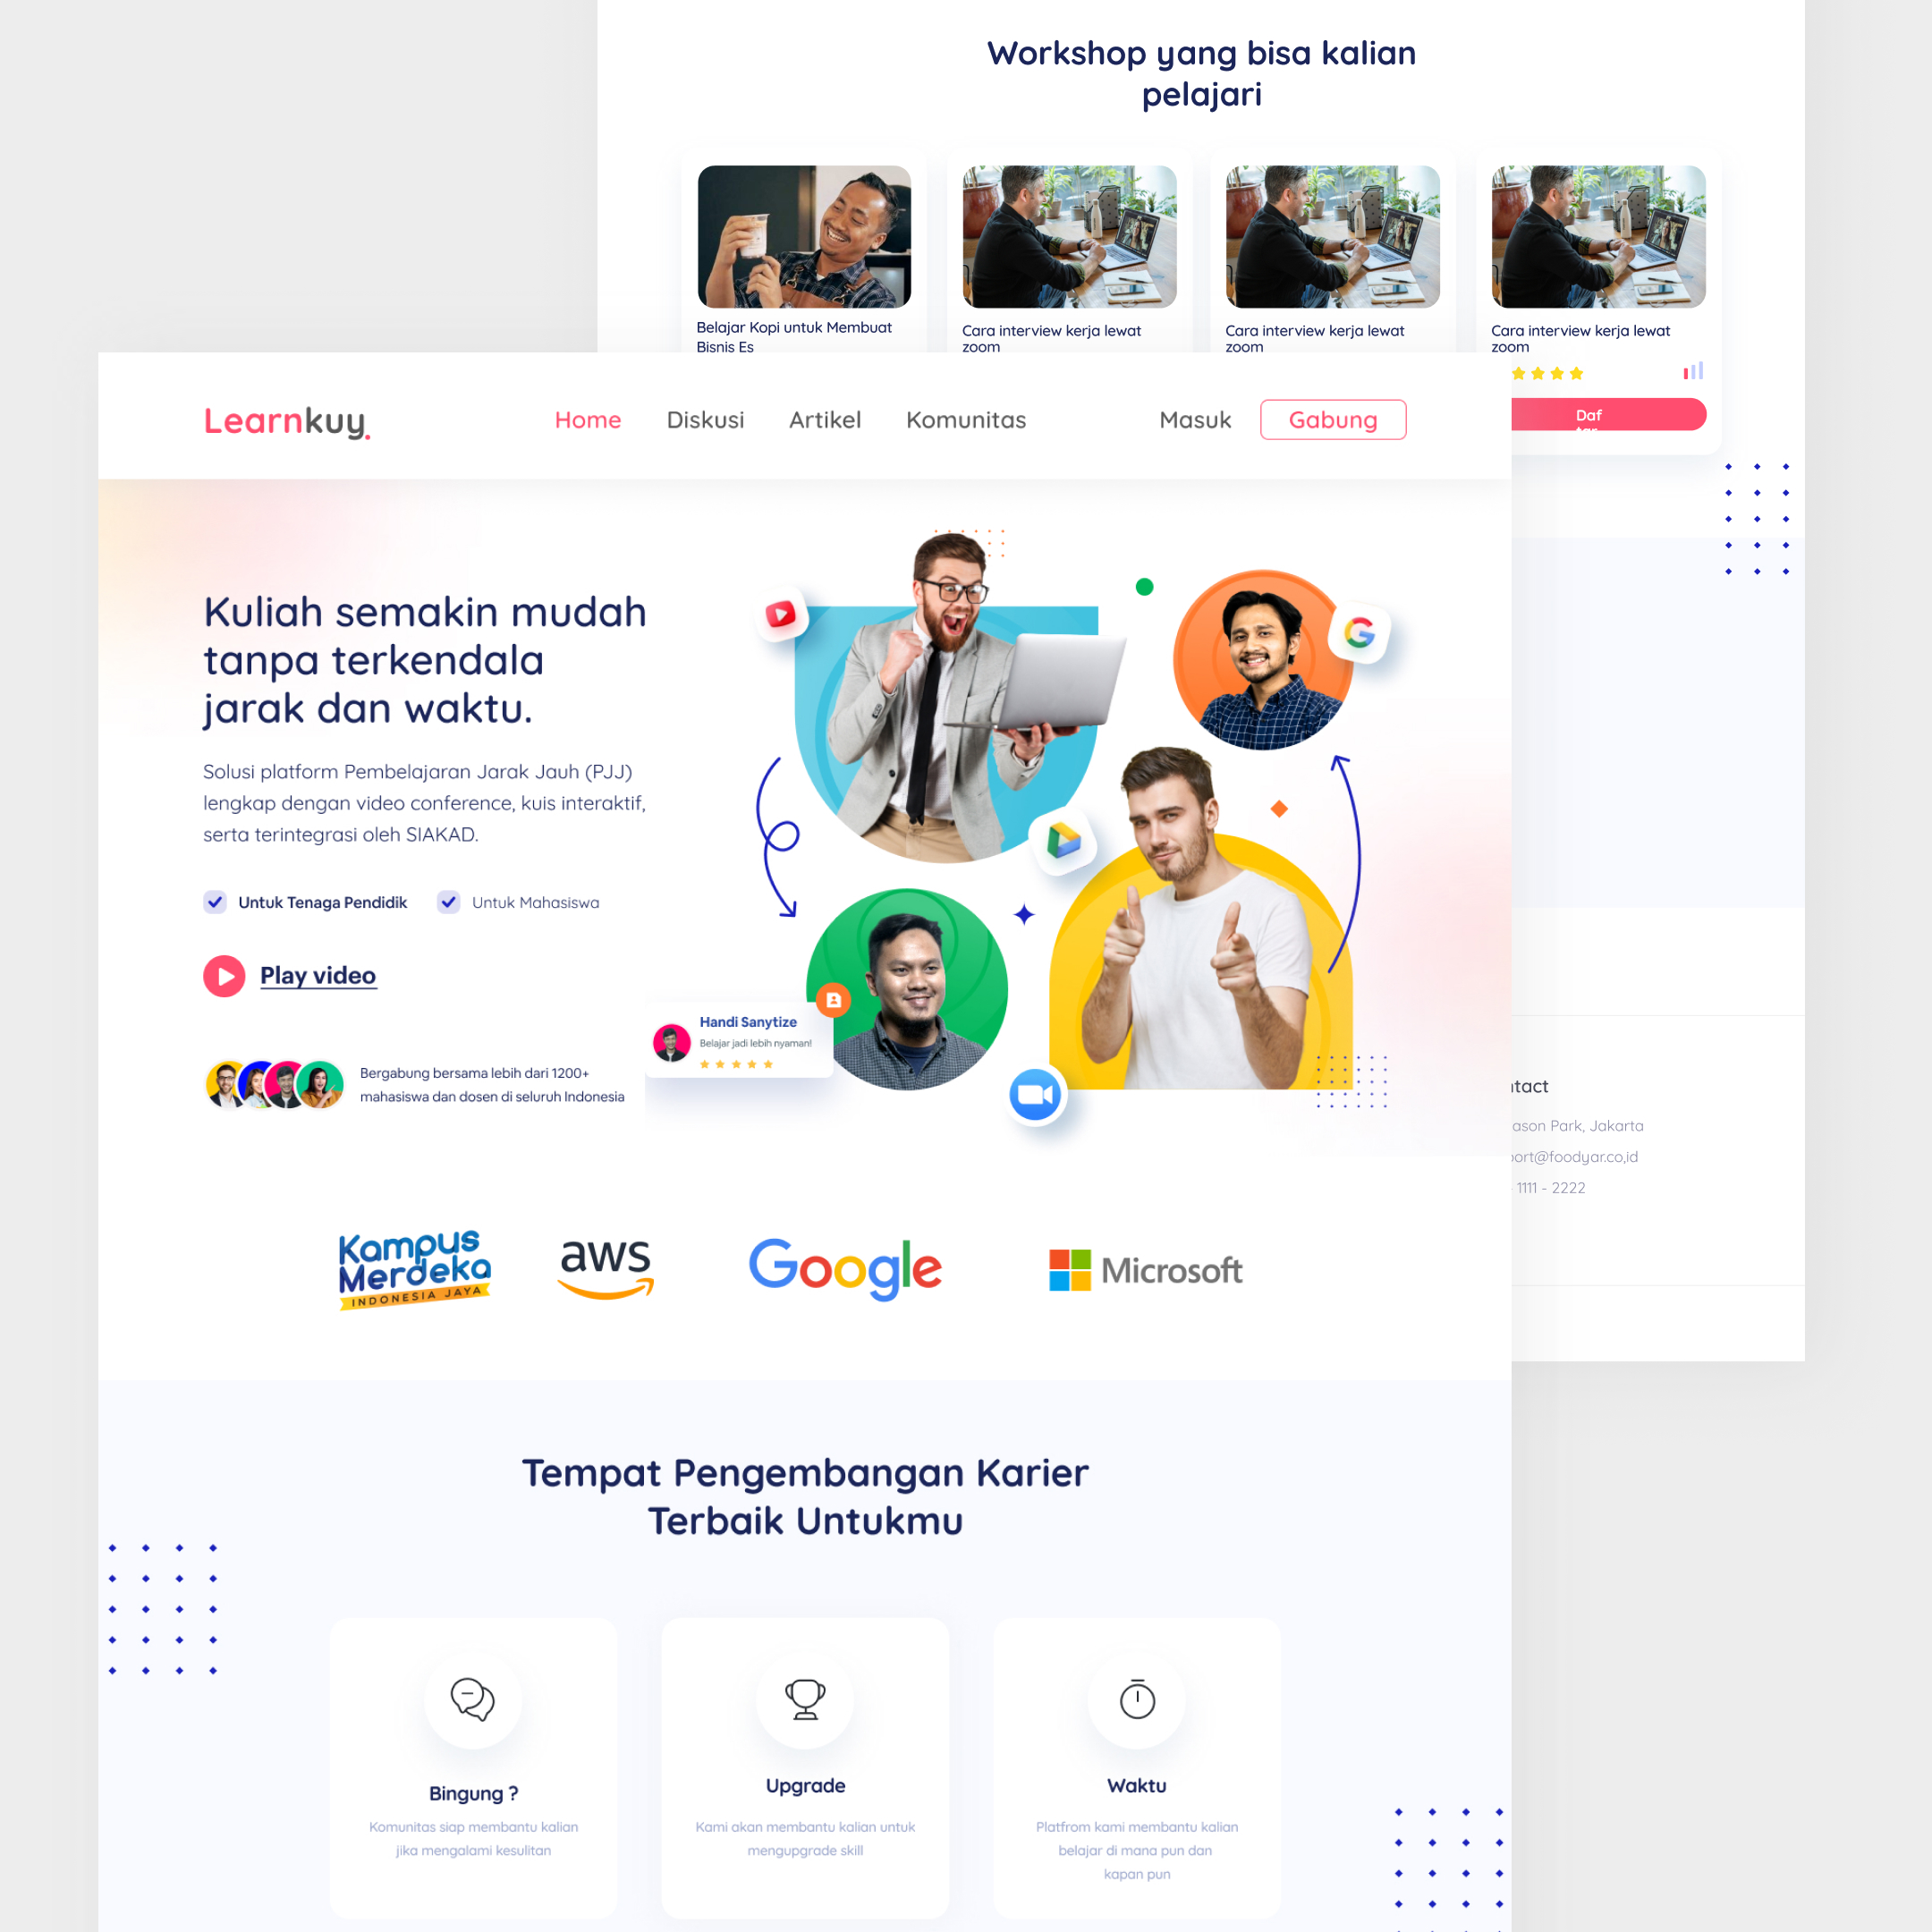 Workshop yang bisa kalian
pelajari
Belajar Kopi untuk Membuat
Bisnis Es
Cara interview kerja lewat
zoom
Cara interview kerja lewat
zoom
Cara interview kerja lewat
zoom
Daf
Learnkuy.
Home
Diskusi
Artikel
Komunitas
Masuk
Gabung
Kuliah semakin mudah
tanpa terkendala
jarak dan waktu.
Solusi platform Pembelajaran Jarak Jauh (PJJ)
lengkap dengan video conference, kuis interaktif,
serta terintegrasi oleh SIAKAD.
Untuk Tenaga Pendidik
Untuk Mahasiswa
Play video
Handi Sanytize
Belajar jadi lebih nyaman!
Bergabung bersama lebih dari 1200+
mahasiswa dan dosen di seluruh Indonesia
Park, Jakarta
1111 - 2222
Kampus
Merdeka
INDONESIA JAYA
aws
Google
Microsoft
Tempat Pengembangan Karier
Terbaik Untukmu
Bingung ?
Komunitas siap membantu kalian
jika mengalami kesulitan
Upgrade
Kami akan membantu kalian untuk
mengupgrade skill
Waktu
Platfrom kami membantu kalian
belajar di mana pun dan
kapan pun